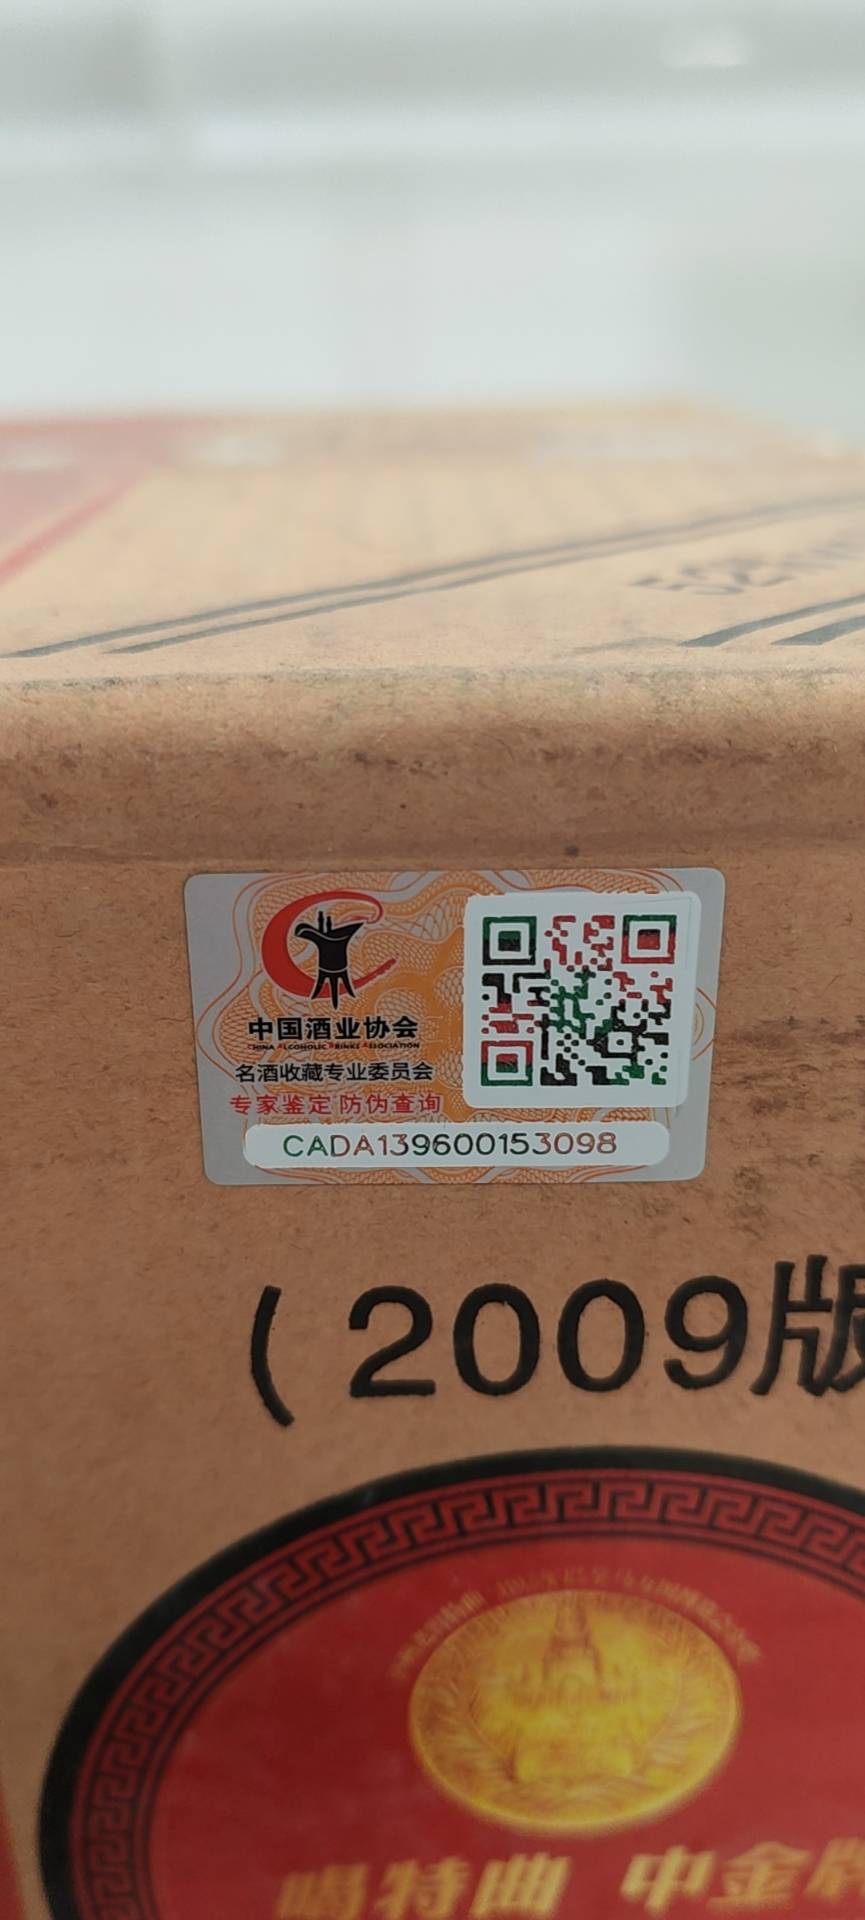 中国酒业协会
CHINA ALCOHOLIC DRINKS ASSOCIATION
名酒收藏专业委员会
专家鉴定 防伪查询
CADA139600153098
（2009版
喝特曲 中金牌